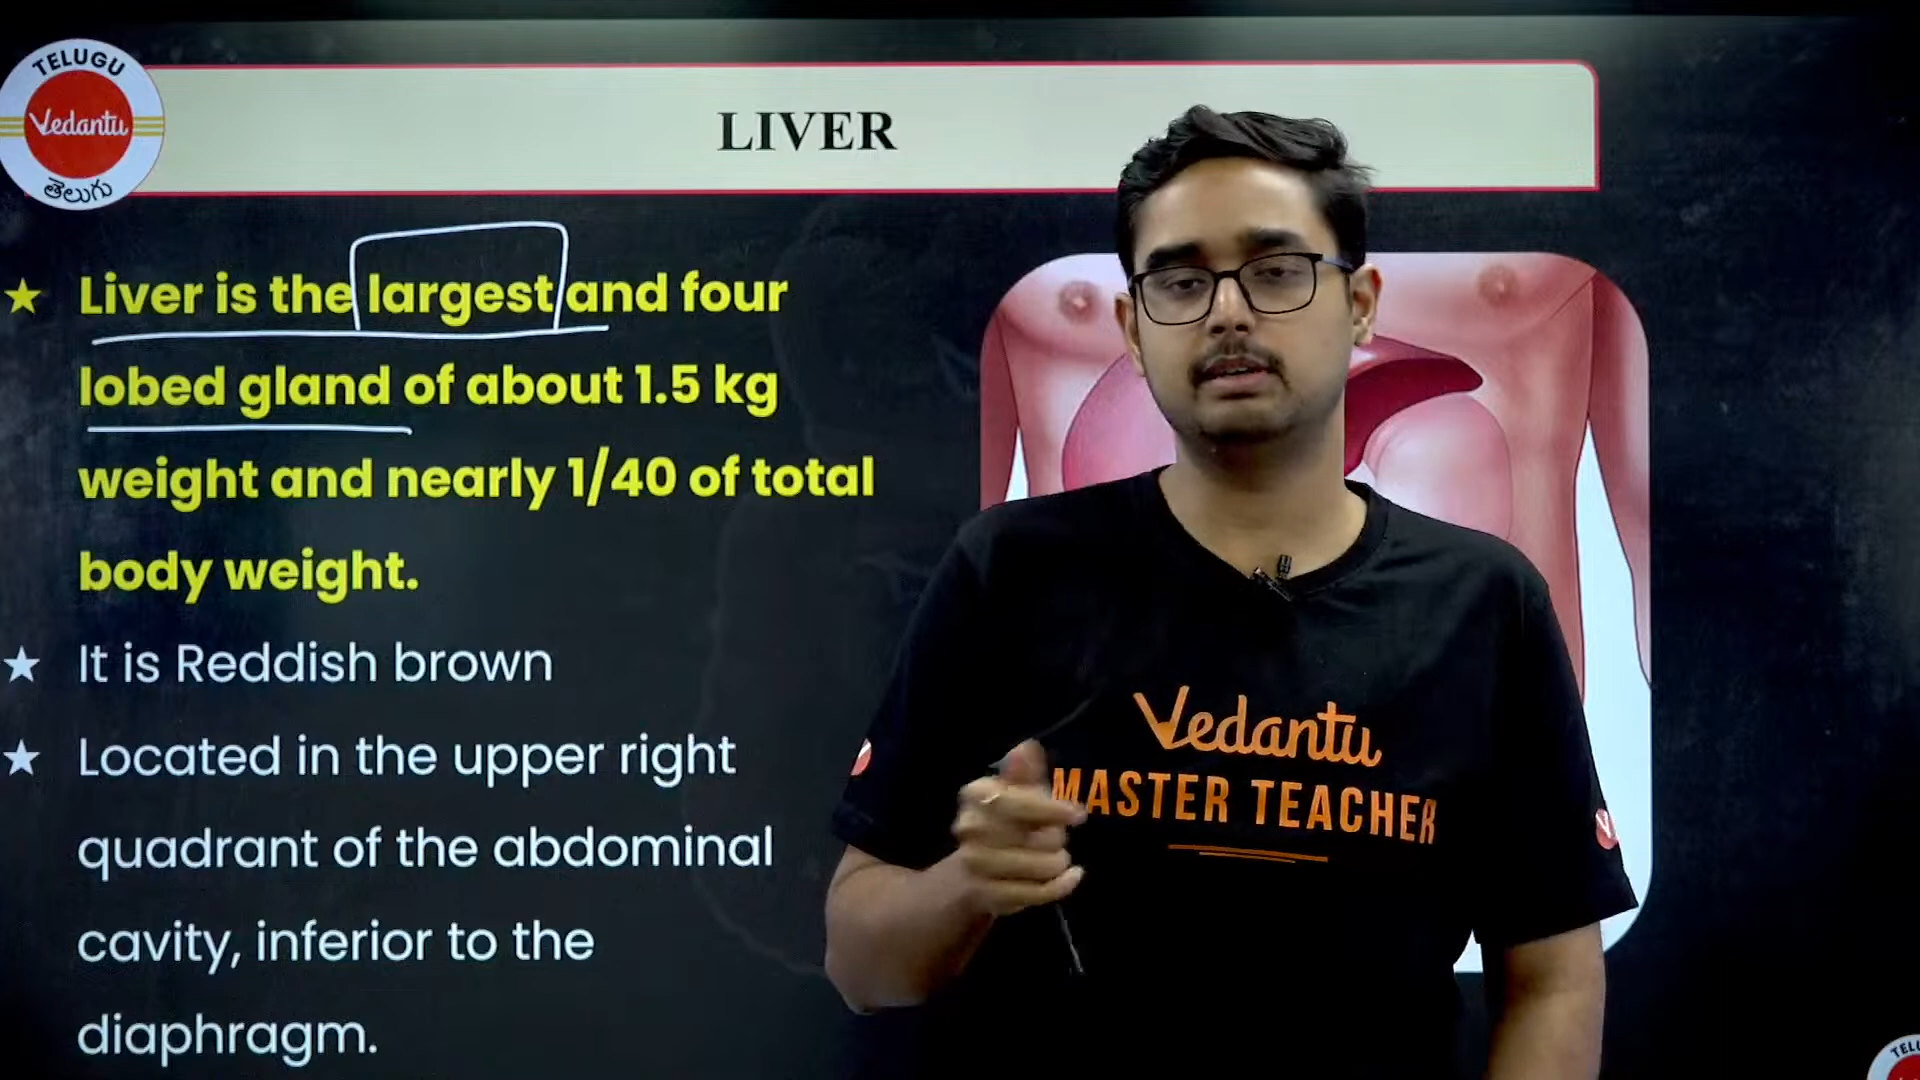 TELUGU
Vedantu
తెలుగు
LIVER
★ Liver is the largest and four
lobed gland of about 1.5 kg
weight and nearly 1/40 of total
body weight.
★ It is Reddish brown
★ Located in the upper right
quadrant of the abdominal
cavity, inferior to the
diaphragm.
Vedantu
MASTER TEACHER